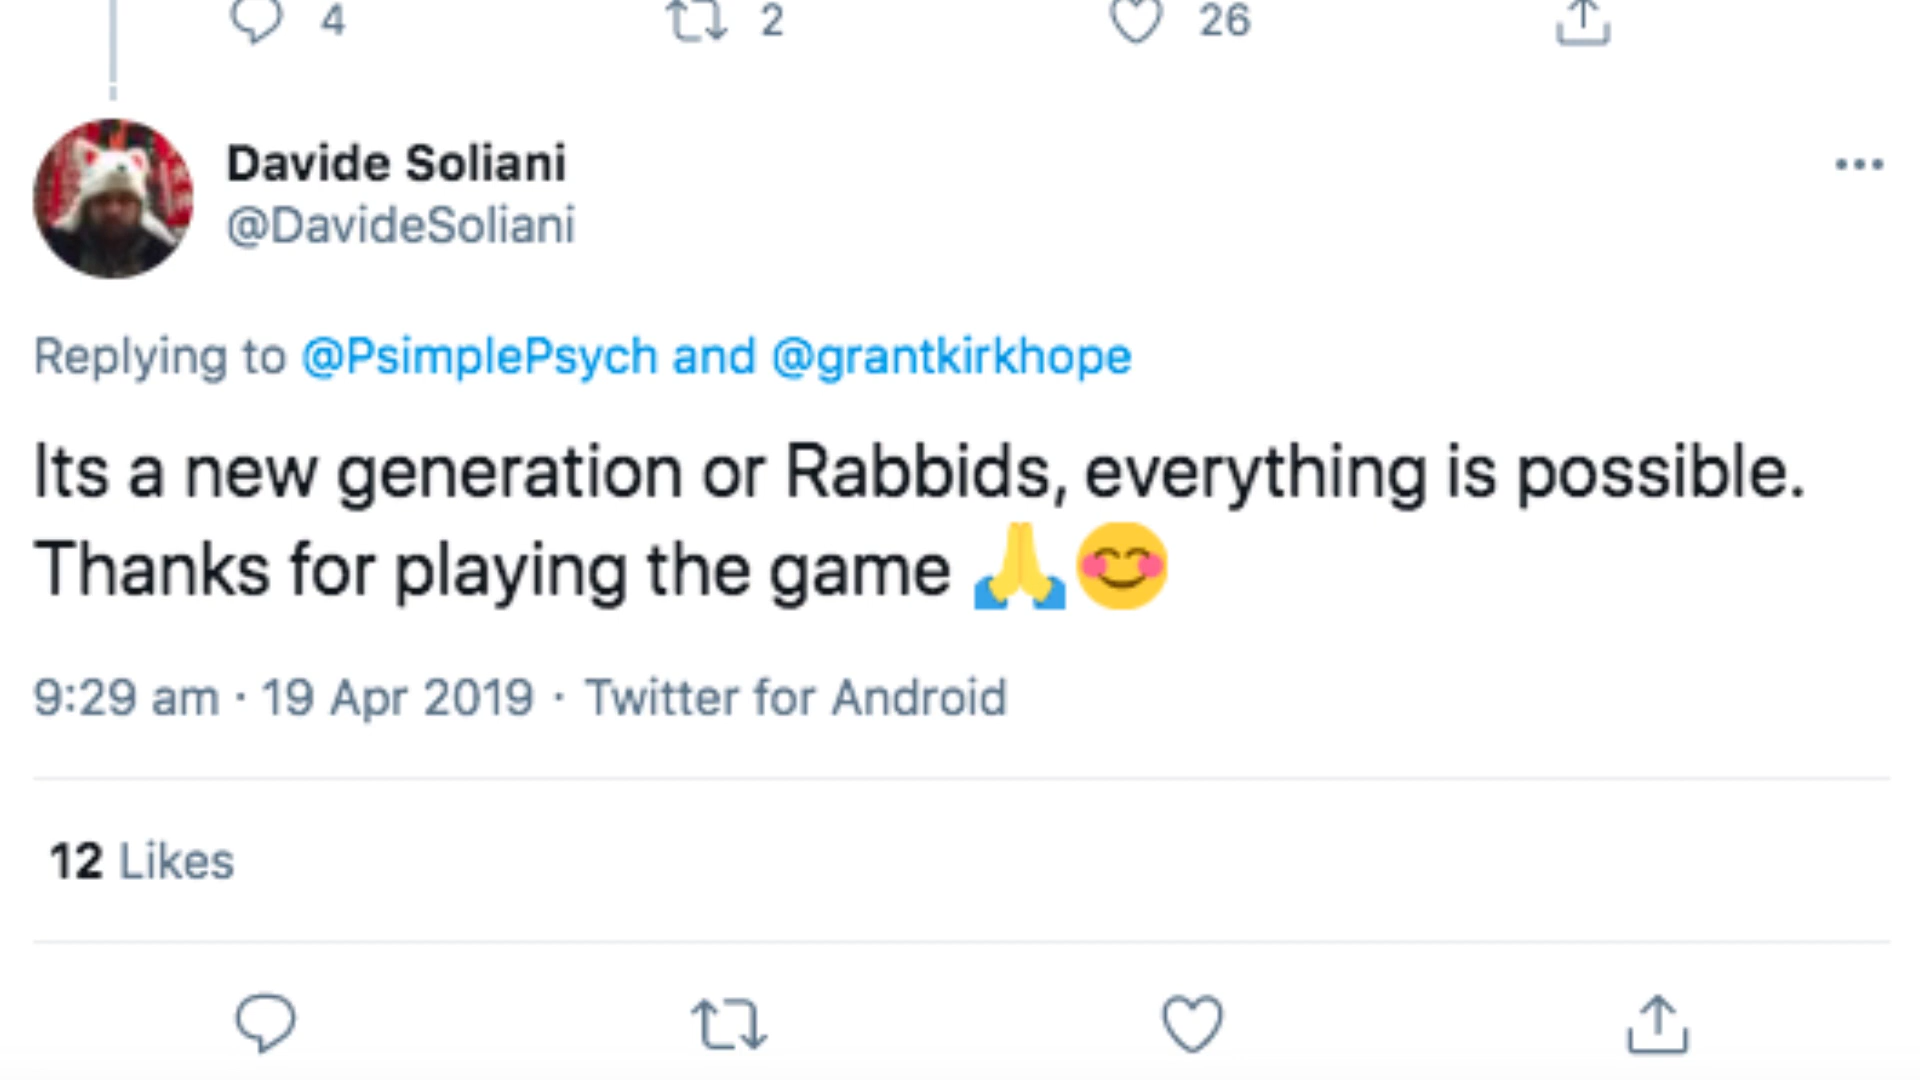 4 2 26
Davide Soliani
@DavideSoliani
Replying to @PsimplePsych and @grantkirkhope
Its a new generation or Rabbids, everything is possible.
Thanks for playing the game 🙏😊
9:29 am · 19 Apr 2019 · Twitter for Android
12 Likes